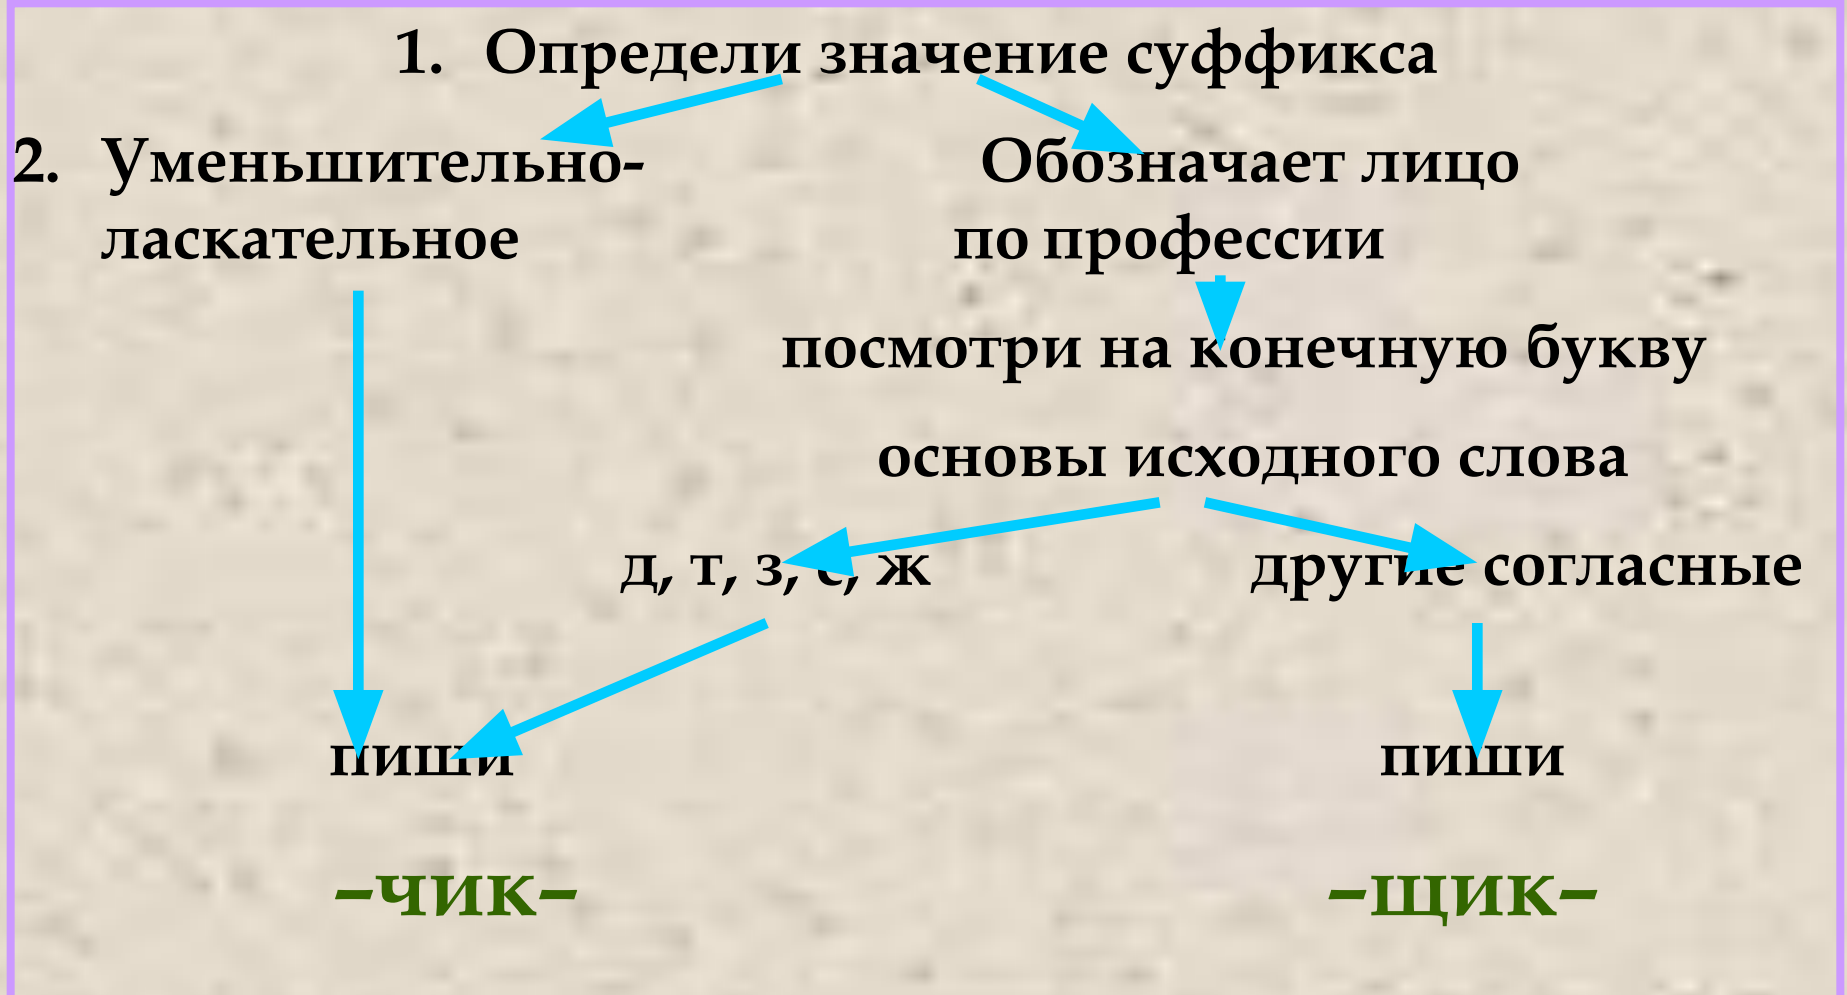 1. Определи значение суффикса
2. Уменьшительно- Обозначает лицо
ласкательное по профессии
посмотри на конечную букву
основы исходного слова
д, т, з, с, ж другие согласные
пиши пиши
–чик– –щик–